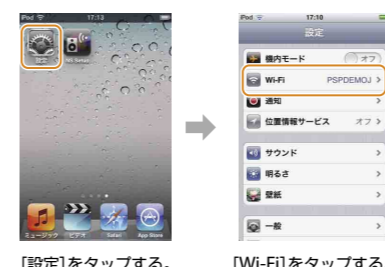 iPod 17:13
設定
WS Setup
ミュージック ビデオ Safari App Store
[設定]をタップする。
iPod 17:10
設定
機内モード オフ
Wi-Fi PSPDEMOJ
通知
位置情報サービス オフ
サウンド
明るさ
壁紙
一般
[Wi-Fi]をタップする